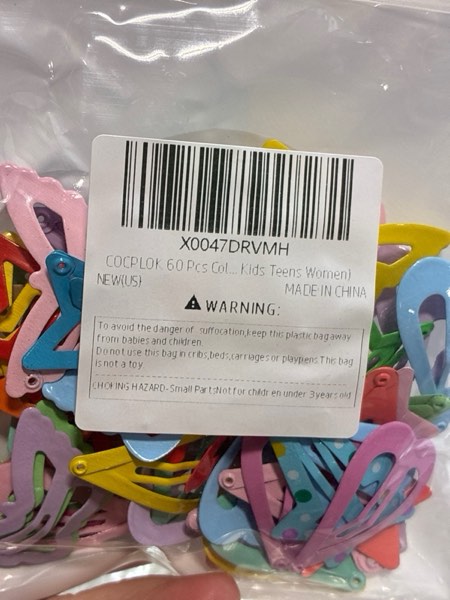 X0047DRVMH
COCPLOK 60 Pcs Col... Kids Teens Women)
NEW(US)
MADE IN CHINA
WARNING:
To avoid the danger of suffocation,keep this plastic bag away
from babies and children.
Do not use this bag in cribs,beds,carriages or playpens.This bag
is not a toy
CHOKING HAZARD-Small Parts;Not for children under 3 years old